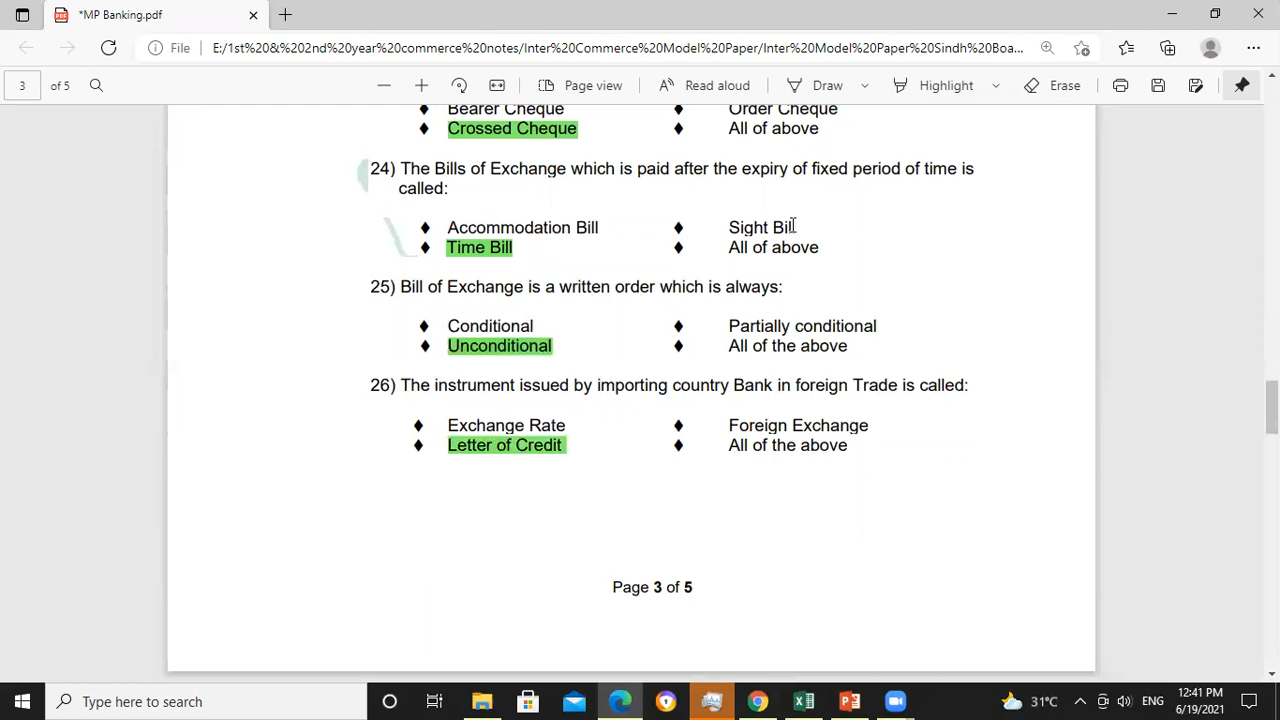 *MP Banking.pdf
File E:/1st%20&%202nd%20year%20commerce%20notes/Inter%20Commerce%20Model%20Paper/Inter%20Model%20Paper%20Sindh%20Boa...
3 of 5 Page view Read aloud Draw Highlight Erase
♦ Bearer Cheque ♦ Order Cheque
♦ Crossed Cheque ♦ All of above
24) The Bills of Exchange which is paid after the expiry of fixed period of time is
called:
♦ Accommodation Bill ♦ Sight Bill
♦ Time Bill ♦ All of above
25) Bill of Exchange is a written order which is always:
♦ Conditional ♦ Partially conditional
♦ Unconditional ♦ All of the above
26) The instrument issued by importing country Bank in foreign Trade is called:
♦ Exchange Rate ♦ Foreign Exchange
♦ Letter of Credit ♦ All of the above
Page 3 of 5
Type here to search 31°C ENG 12:41 PM
6/19/2021